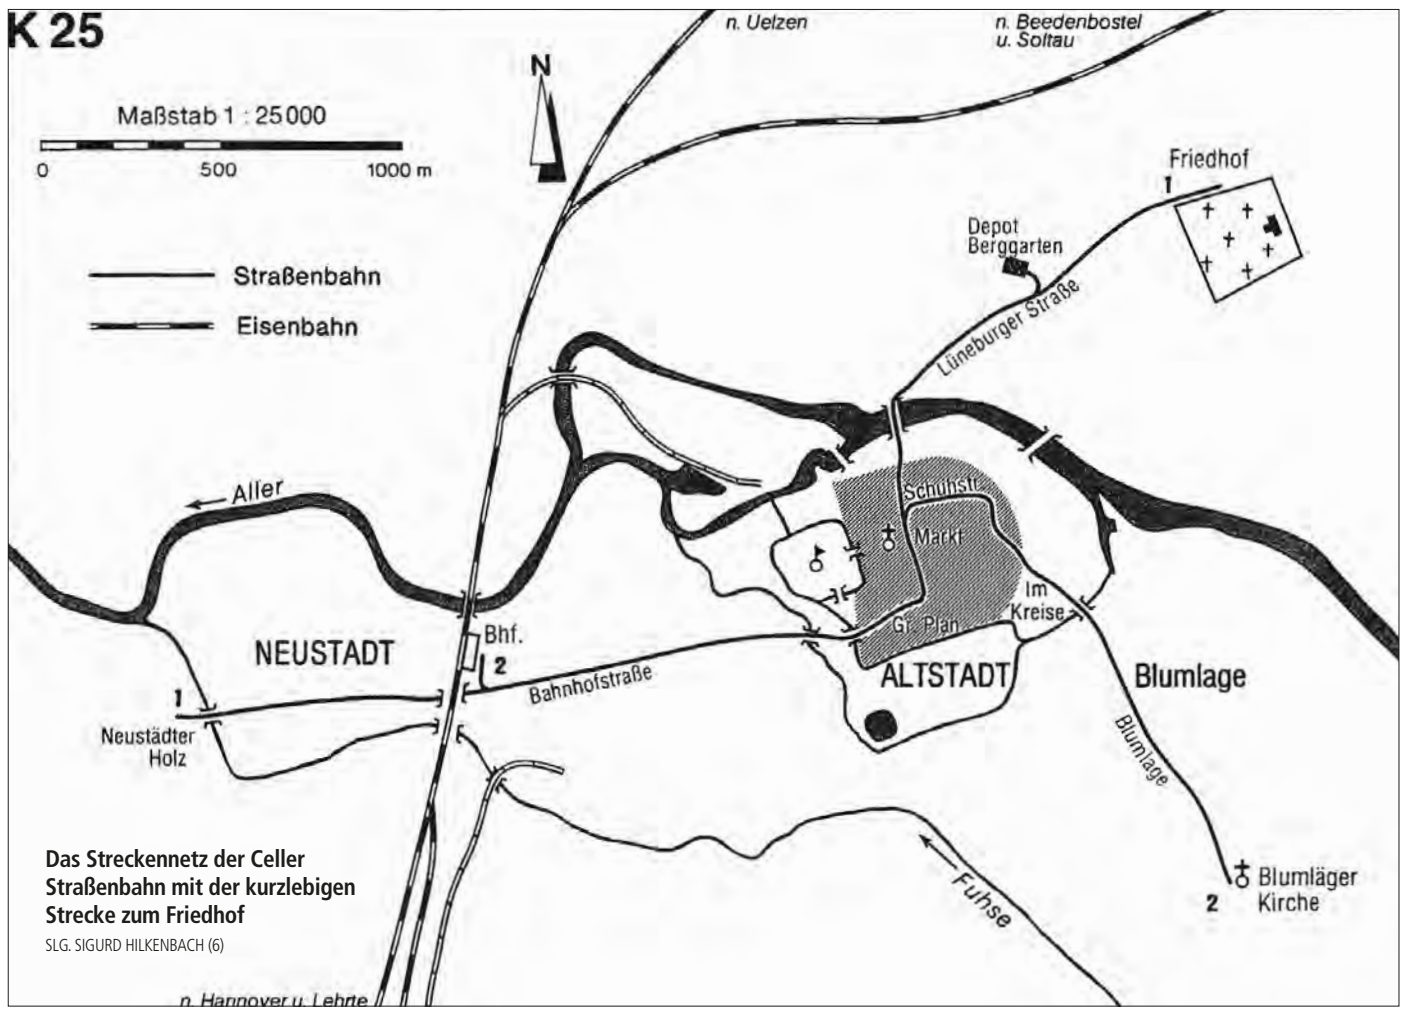 K 25
n. Uelzen
n. Beedenbostel
u. Soltau
N
Maßstab 1 : 25000
0 500 1000 m
Straßenbahn
Eisenbahn
Friedhof
1
Depot
Berggarten
Lüneburger Straße
Aller
Schuhstr.
Markt
Im
Kreise
Gr. Plan
NEUSTADT
Bhf.
2
Bahnhofstraße
ALTSTADT
Blumlage
1
Neustädter
Holz
Blumlage
Das Streckennetz der Celler
Straßenbahn mit der kurzlebigen
Strecke zum Friedhof
SLG. SIGURD HILKENBACH (6)
Fuhse
Blumläger
2 Kirche
n. Hannover u. Lehrte